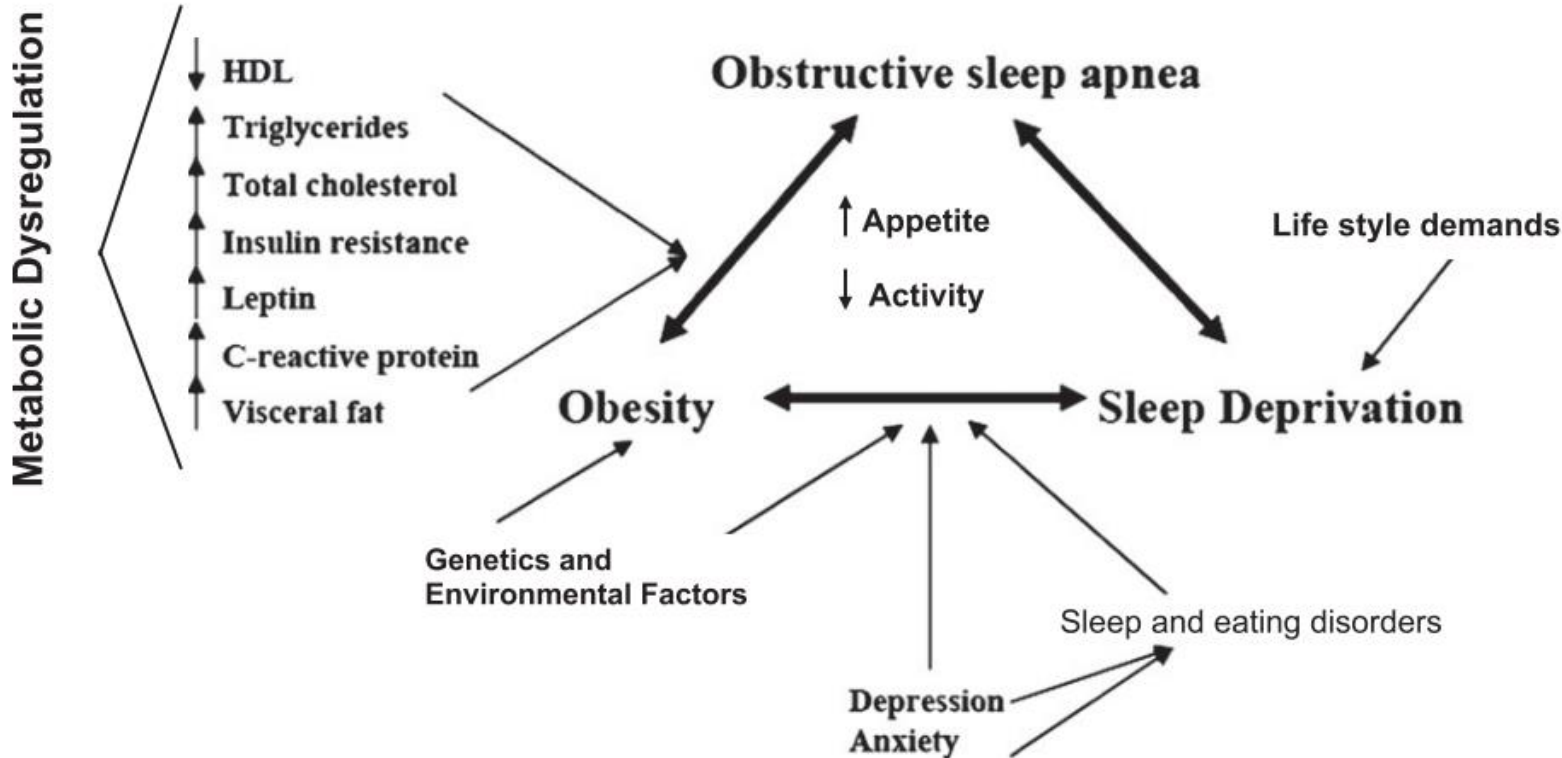 Metabolic Dysregulation
HDL
Triglycerides
Total cholesterol
Insulin resistance
Leptin
C-reactive protein
Visceral fat
Obstructive sleep apnea
↑ Appetite
↓ Activity
Life style demands
Obesity
Sleep Deprivation
Genetics and
Environmental Factors
Sleep and eating disorders
Depression
Anxiety